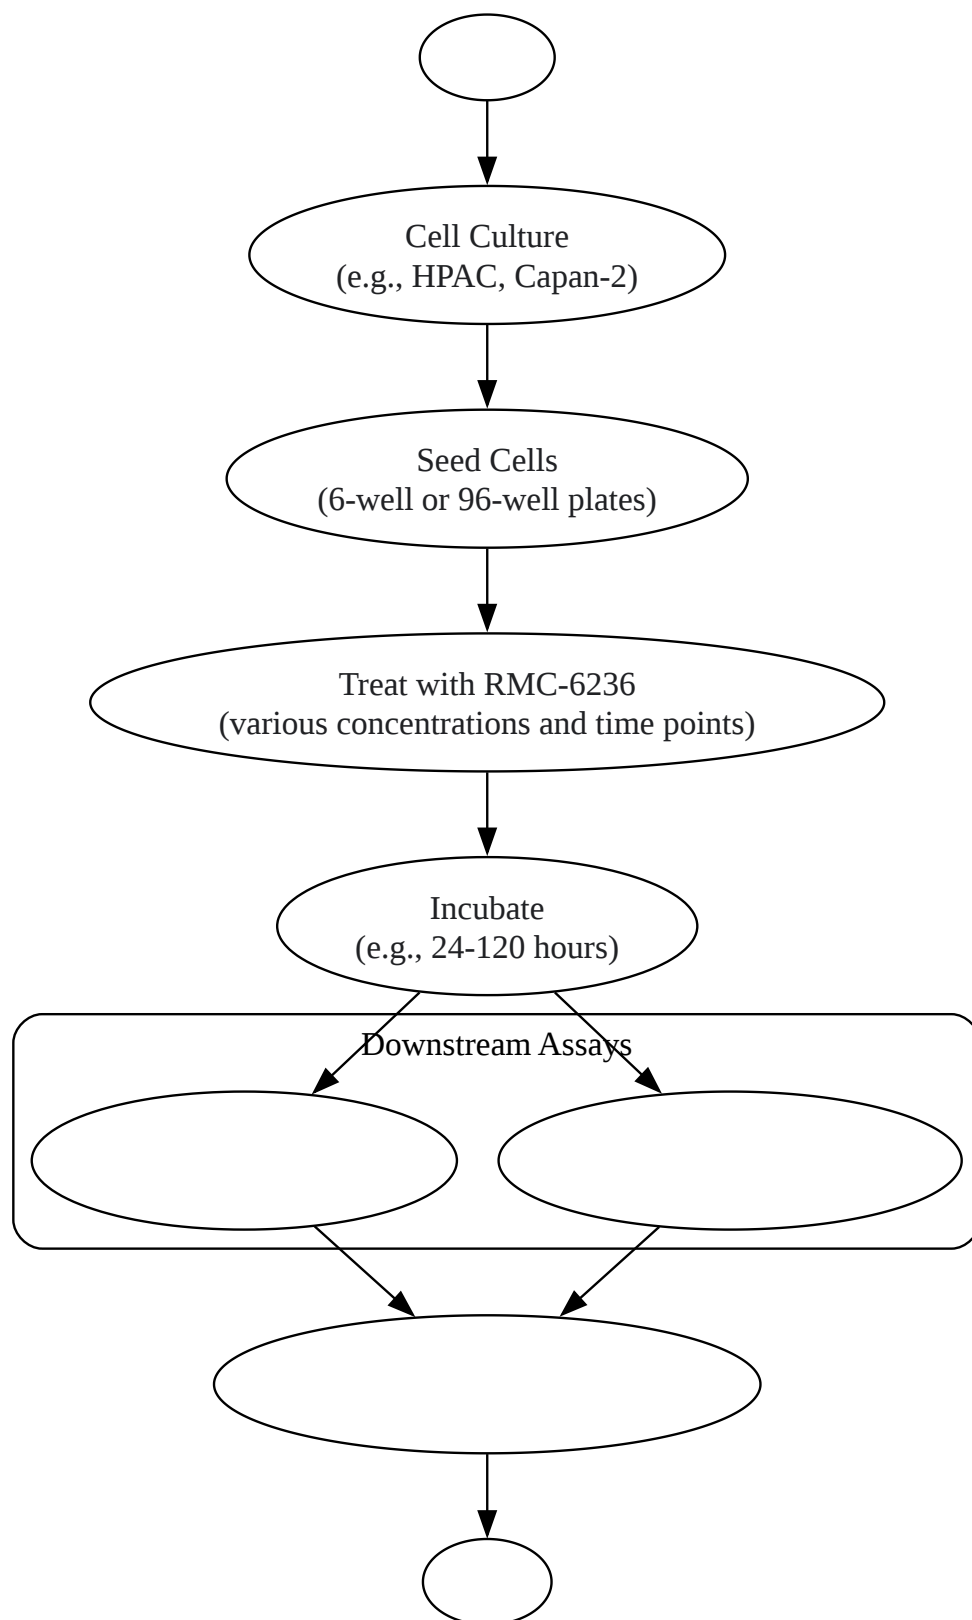 Cell Culture
(e.g., HPAC, Capan-2)
Seed Cells
(6-well or 96-well plates)
Treat with RMC-6236
(various concentrations and time points)
Incubate
(e.g., 24-120 hours)
Downstream Assays